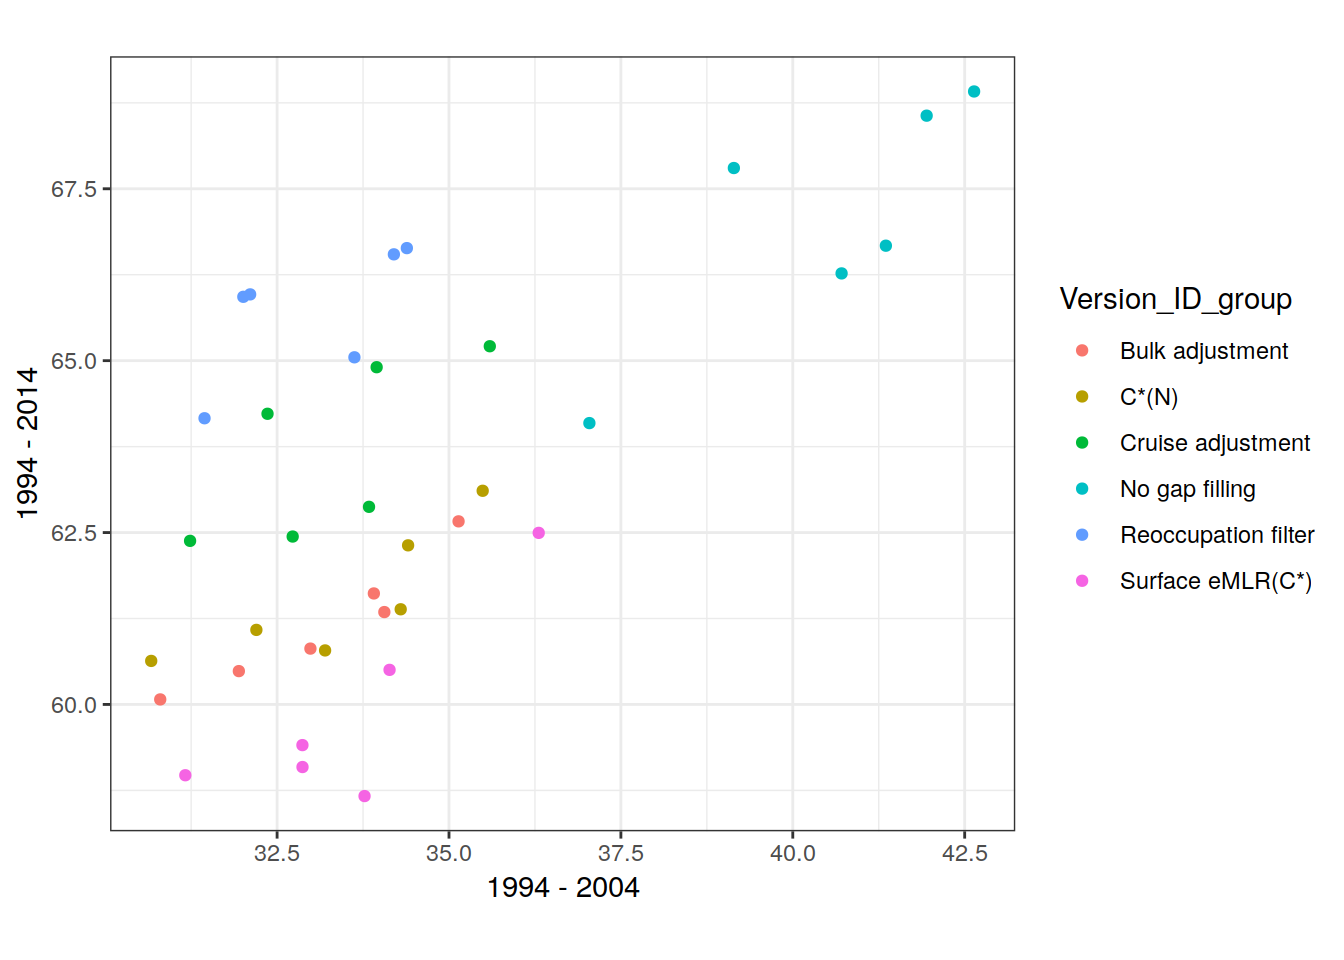 67.5
65.0
62.5
60.0
1994 - 2014
32.5
35.0
37.5
40.0
42.5
1994 - 2004
Version_ID_group
Bulk adjustment
C*(N)
Cruise adjustment
No gap filling
Reoccupation filter
Surface eMLR(C*)